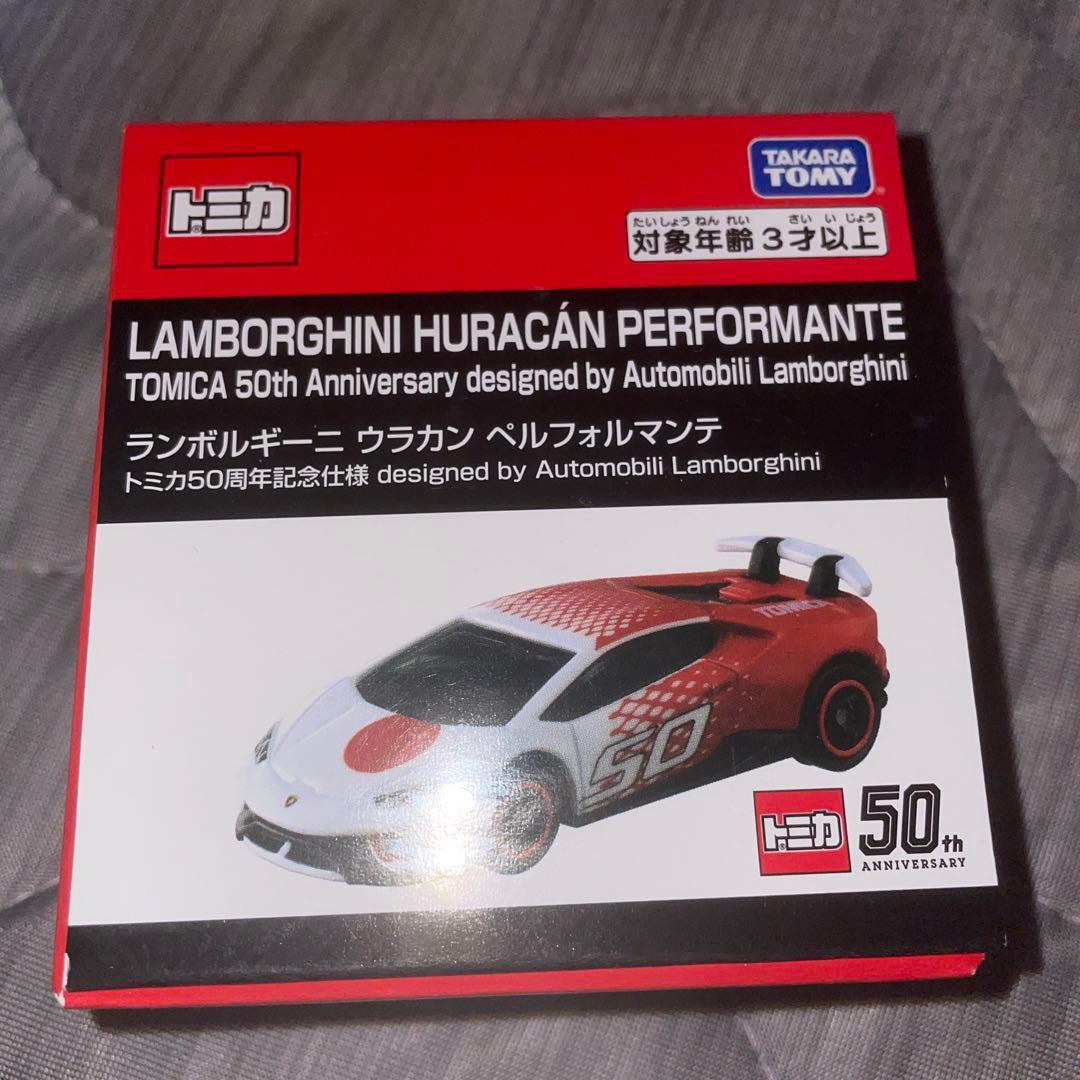 トミカ
TAKARA
TOMY
たいしょうねんれい さいいじょう
対象年齢3才以上
LAMBORGHINI HURACÁN PERFORMANTE
TOMICA 50th Anniversary designed by Automobili Lamborghini
ランボルギーニ ウラカン ペルフォルマンテ
トミカ50周年記念仕様 designed by Automobili Lamborghini
TOMICA
50
トミカ 50th
ANNIVERSARY